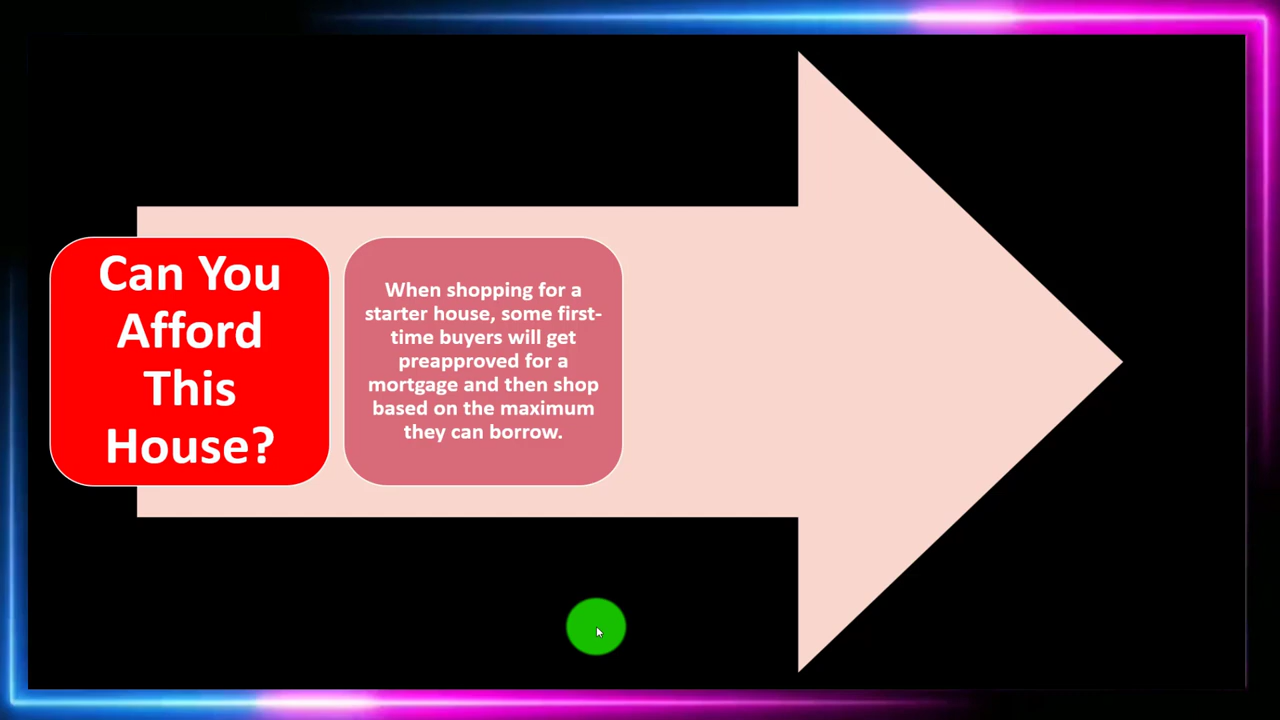 Can You
Afford
This
House?
When shopping for a
starter house, some first-
time buyers will get
preapproved for a
mortgage and then shop
based on the maximum
they can borrow.